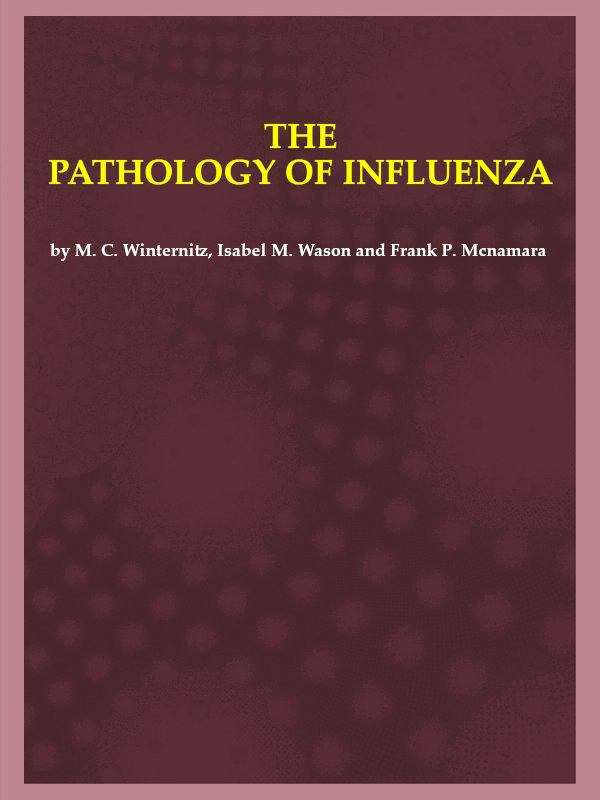 THE
PATHOLOGY OF INFLUENZA
by M. C. Winternitz, Isabel M. Wason and Frank P. Mcnamara